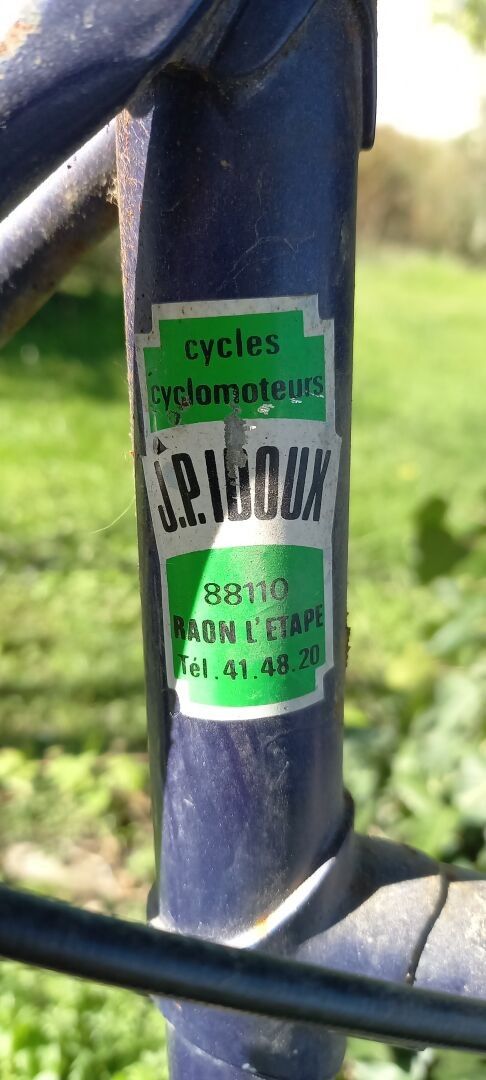 cycles
cyclomoteurs
J.P. IDOUX
88110
RAON L'ETAPE
Tél. 41.48.20